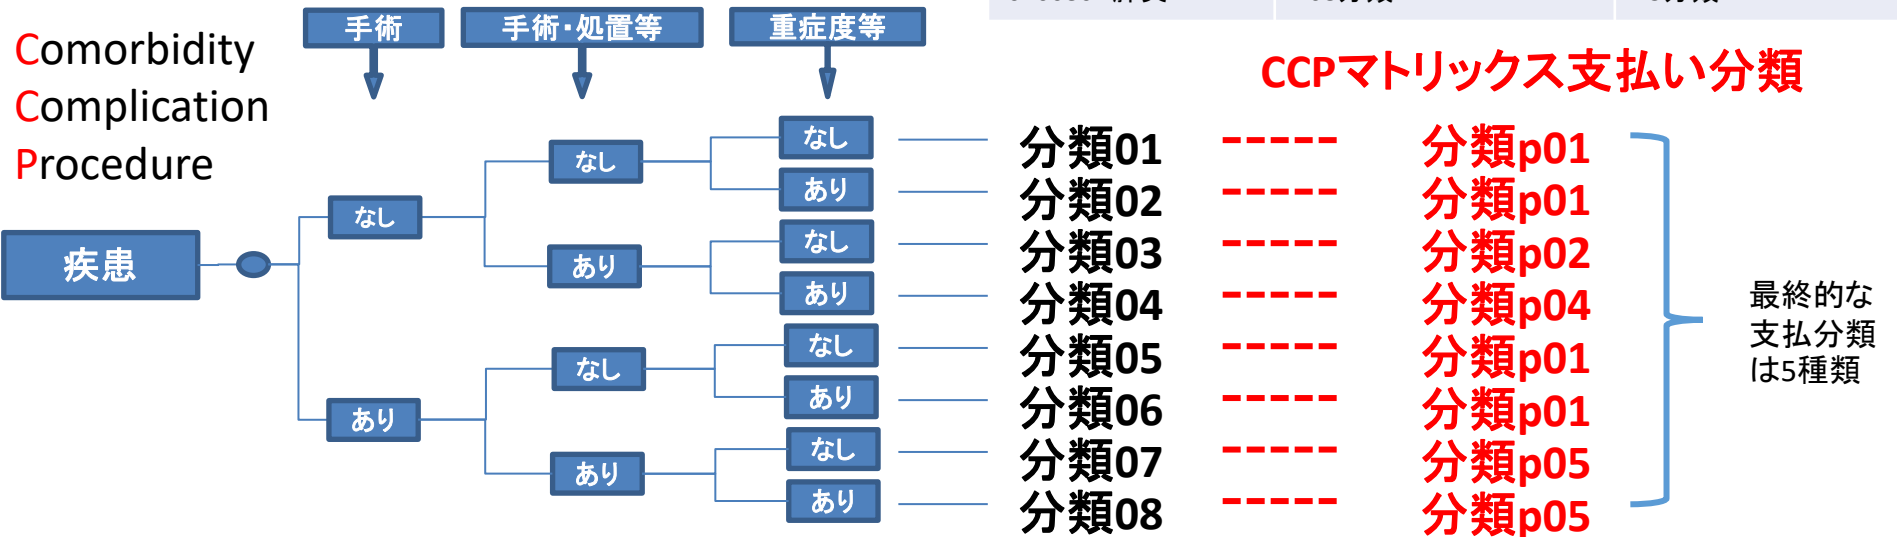 Comorbidity
Complication
Procedure
手術
手術・処置等
重症度等
疾患
なし
あり
なし
あり
なし
あり
なし
あり
なし
あり
なし
あり
なし
あり
CCPマトリックス支払い分類
分類01 ----- 分類p01
分類02 ----- 分類p01
分類03 ----- 分類p02
分類04 ----- 分類p04
分類05 ----- 分類p01
分類06 ----- 分類p01
分類07 ----- 分類p05
分類08 ----- 分類p05
最終的な
支払分類
は5種類